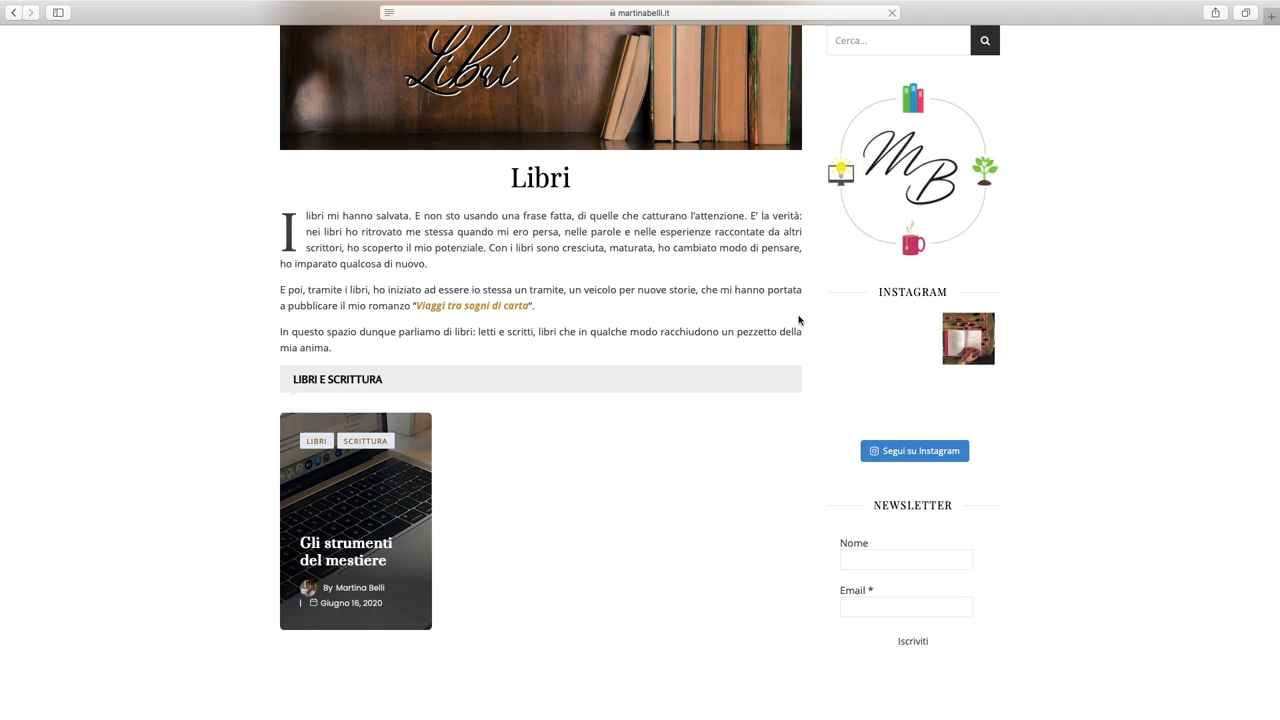 martinabelli.it
Libri
Cerca...
MB
Libri
I libri mi hanno salvata. E non sto usando una frase fatta, di quelle che catturano l'attenzione. E' la verità:
nei libri ho ritrovato me stessa quando mi ero persa, nelle parole e nelle esperienze raccontate da altri
scrittori, ho scoperto il mio potenziale. Con i libri sono cresciuta, maturata, ho cambiato modo di pensare,
ho imparato qualcosa di nuovo.
E poi, tramite i libri, ho iniziato ad essere io stessa un tramite, un veicolo per nuove storie, che mi hanno portata
a pubblicare il mio romanzo “Viaggi tra sogni di carta“.
In questo spazio dunque parliamo di libri: letti e scritti, libri che in qualche modo racchiudono un pezzetto della
mia anima.
LIBRI E SCRITTURA
LIBRI SCRITTURA
Gli strumenti
del mestiere
By Martina Belli
| Giugno 16, 2020
INSTAGRAM
Segui su Instagram
NEWSLETTER
Nome
Email *
Iscriviti